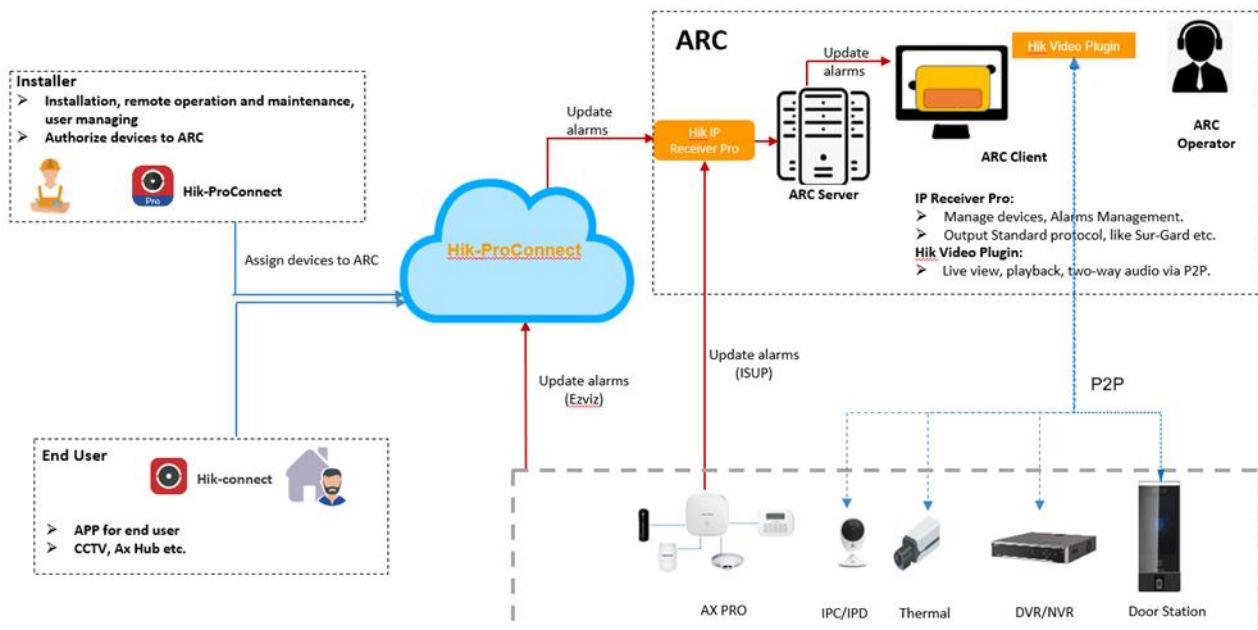 ARC
Hik Video Plugin
Update
alarms
Installer
➤ Installation, remote operation and maintenance,
user managing
➤ Authorize devices to ARC
Pro
Hik-ProConnect
Update
alarms
Hik IP
Receiver Pro
ARC Server
ARC Client
ARC
Operator
IP Receiver Pro:
➤ Manage devices, Alarms Management.
➤ Output Standard protocol, like Sur-Gard etc.
Hik Video Plugin:
➤ Live view, playback, two-way audio via P2P.
Hik-ProConnect
Assign devices to ARC
Update alarms
(Ezviz)
Update alarms
(ISUP)
P2P
End User
Hik-connect
➤ APP for end user
➤ CCTV, Ax Hub etc.
AX PRO
IPC/IPD
Thermal
DVR/NVR
Door Station